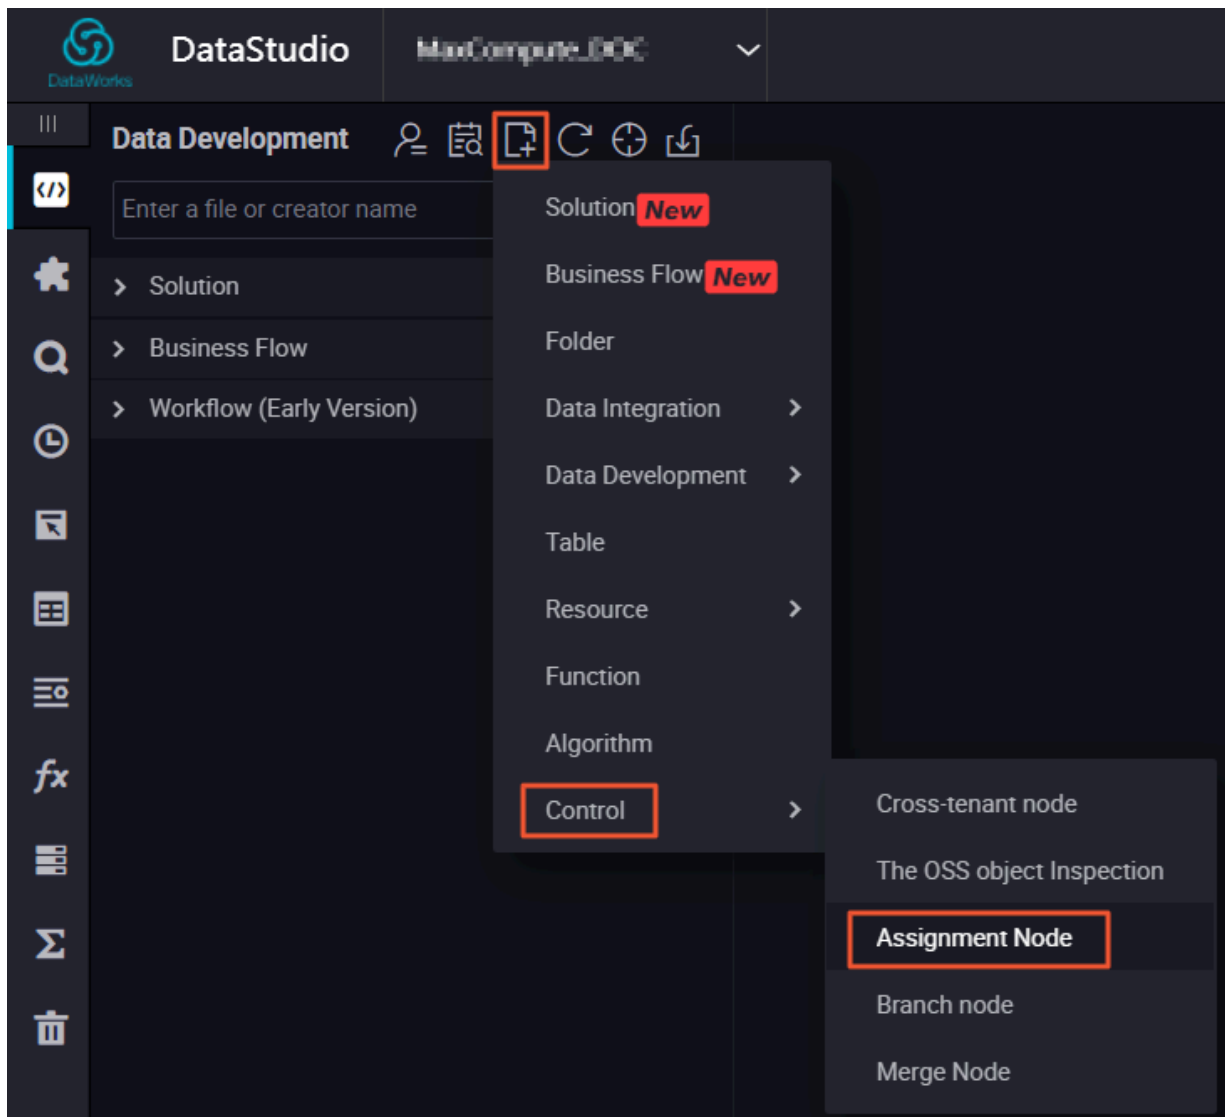 DataWorks
DataStudio
Data Development
Enter a file or creator name
Solution
Business Flow
Workflow (Early Version)
Solution New
Business Flow New
Folder
Data Integration
Data Development
Table
Resource
Function
Algorithm
Control
Cross-tenant node
The OSS object Inspection
Assignment Node
Branch node
Merge Node